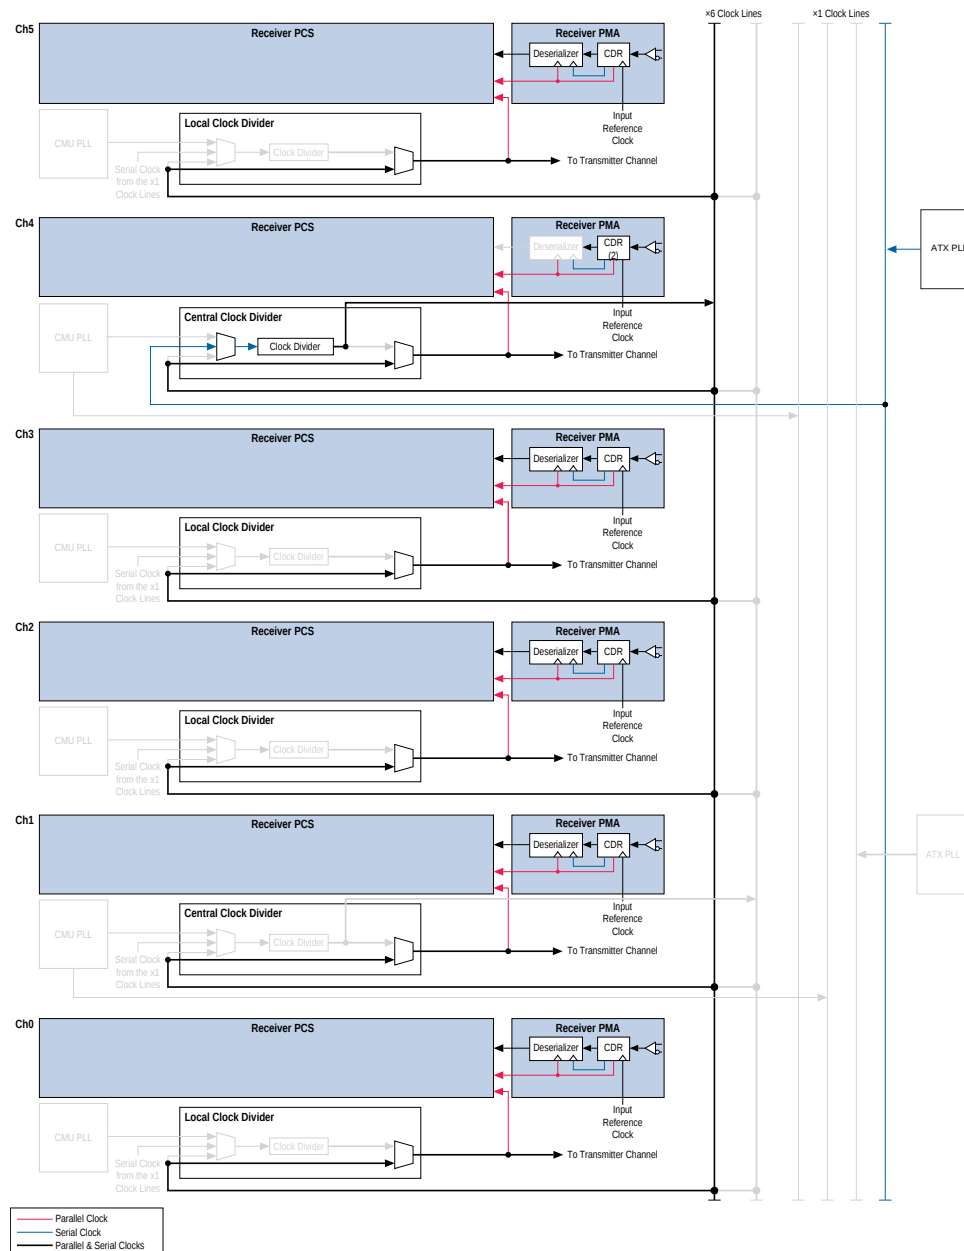 ×6 Clock Lines
×1 Clock Lines
Ch5
Receiver PCS
Receiver PMA
Deserializer
CDR
Input
Reference
Clock
CMU PLL
Local Clock Divider
Clock Divider
Serial Clock
from the x1
Clock Lines
To Transmitter Channel
Ch4
Receiver PCS
Receiver PMA
Deserializer
CDR
(2)
Input
Reference
Clock
ATX PLL
CMU PLL
Central Clock Divider
Clock Divider
To Transmitter Channel
Ch3
Receiver PCS
Receiver PMA
Deserializer
CDR
Input
Reference
Clock
CMU PLL
Local Clock Divider
Clock Divider
Serial Clock
from the x1
Clock Lines
To Transmitter Channel
Ch2
Receiver PCS
Receiver PMA
Deserializer
CDR
Input
Reference
Clock
CMU PLL
Local Clock Divider
Clock Divider
Serial Clock
from the x1
Clock Lines
To Transmitter Channel
Ch1
Receiver PCS
Receiver PMA
Deserializer
CDR
Input
Reference
Clock
ATX PLL
CMU PLL
Central Clock Divider
Clock Divider
Serial Clock
from the x1
Clock Lines
To Transmitter Channel
Ch0
Receiver PCS
Receiver PMA
Deserializer
CDR
Input
Reference
Clock
CMU PLL
Local Clock Divider
Clock Divider
Serial Clock
from the x1
Clock Lines
To Transmitter Channel
Parallel Clock
Serial Clock
Parallel & Serial Clocks